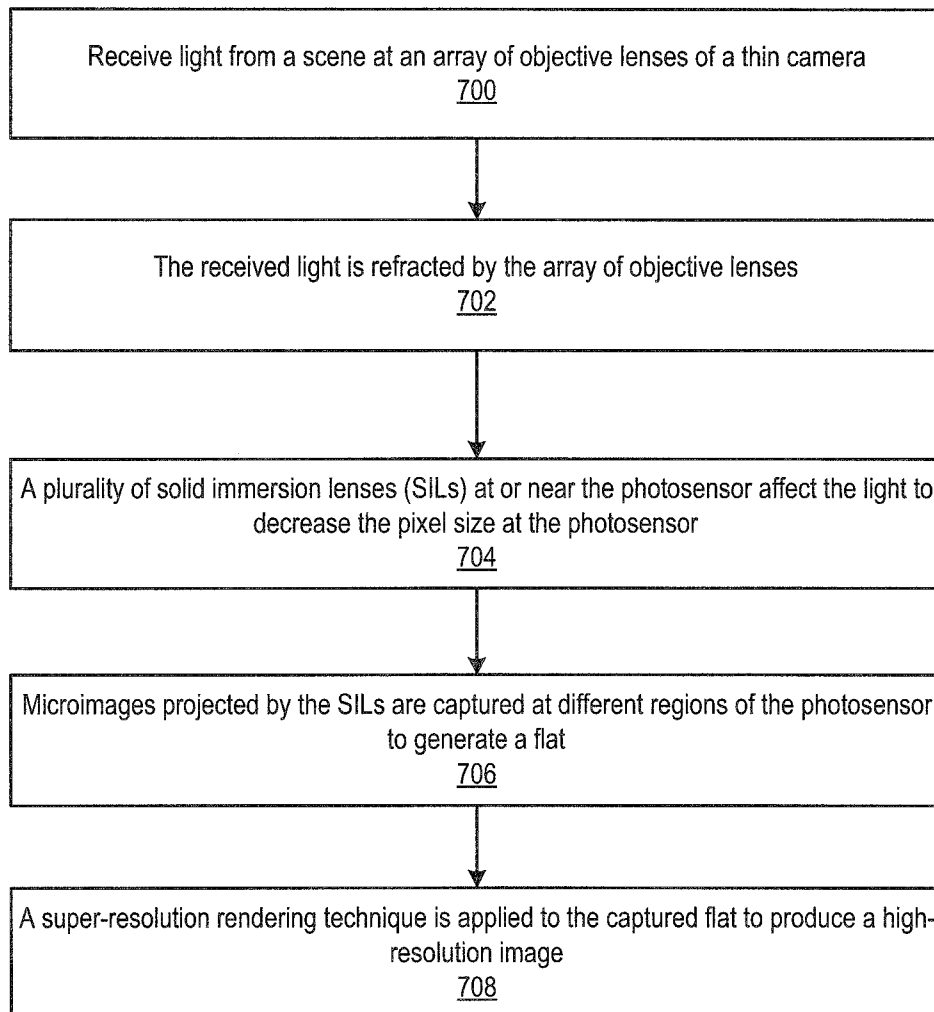 Receive light from a scene at an array of objective lenses of a thin camera
700
The received light is refracted by the array of objective lenses
702
A plurality of solid immersion lenses (SILs) at or near the photosensor affect the light to
decrease the pixel size at the photosensor
704
Microimages projected by the SILs are captured at different regions of the photosensor
to generate a flat
706
A super-resolution rendering technique is applied to the captured flat to produce a high-
resolution image
708